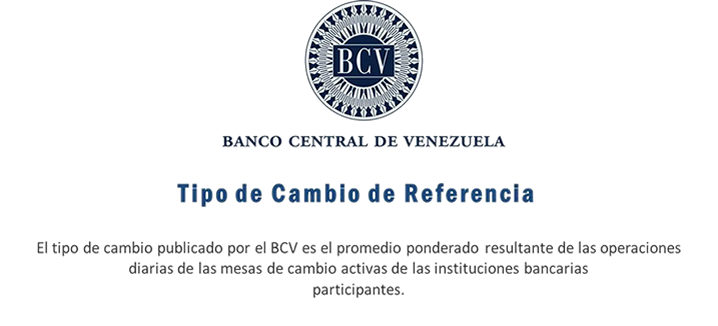 BCV
BANCO CENTRAL DE VENEZUELA
Tipo de Cambio de Referencia
El tipo de cambio publicado por el BCV es el promedio ponderado resultante de las operaciones
diarias de las mesas de cambio activas de las instituciones bancarias
participantes.